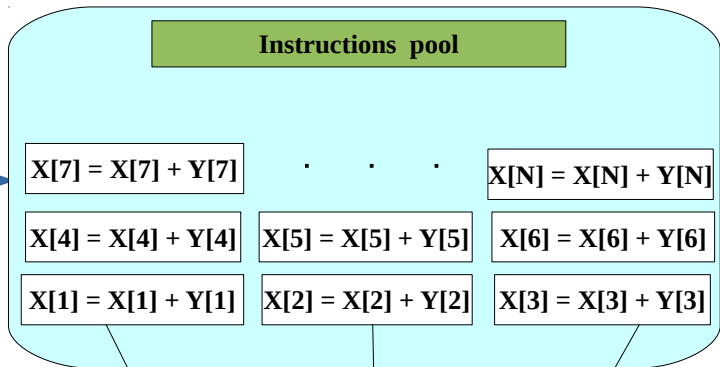 Instructions pool
X[7] = X[7] + Y[7] . . . X[N] = X[N] + Y[N]
X[4] = X[4] + Y[4] X[5] = X[5] + Y[5] X[6] = X[6] + Y[6]
X[1] = X[1] + Y[1] X[2] = X[2] + Y[2] X[3] = X[3] + Y[3]